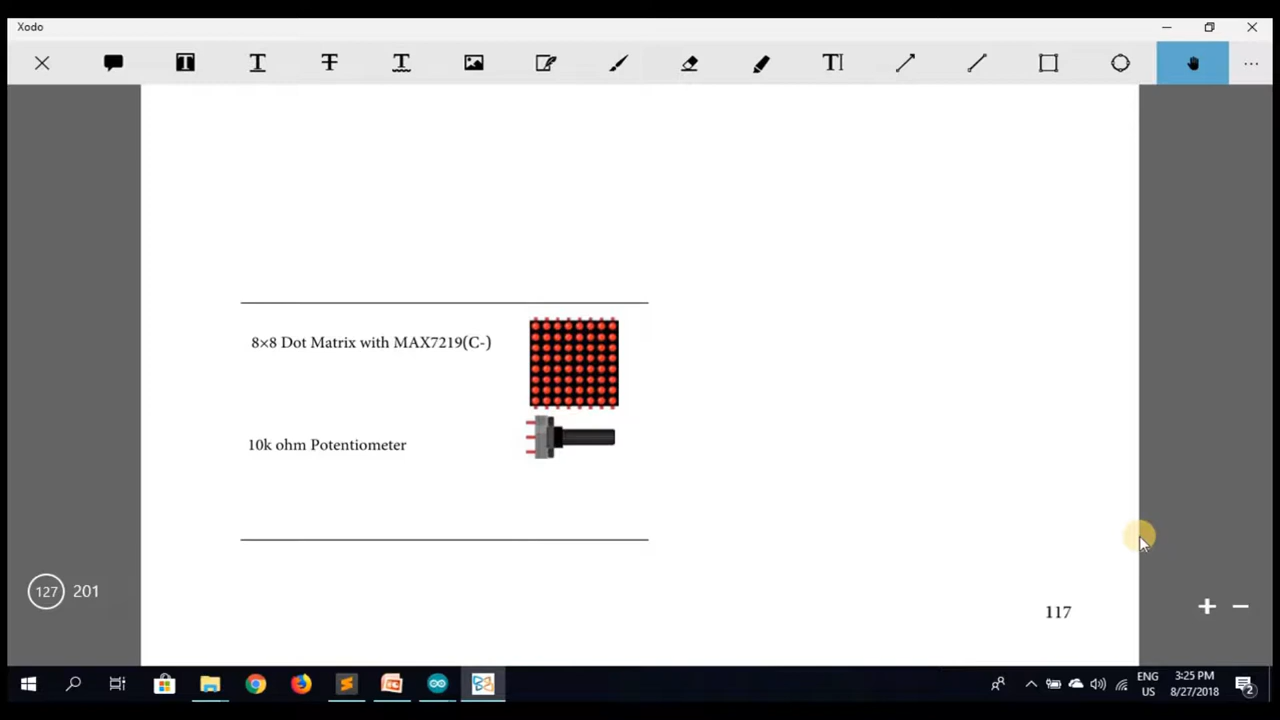 Xodo
8×8 Dot Matrix with MAX7219(C-)
10k ohm Potentiometer
127 201
117
ENG
US
3:25 PM
8/27/2018
2